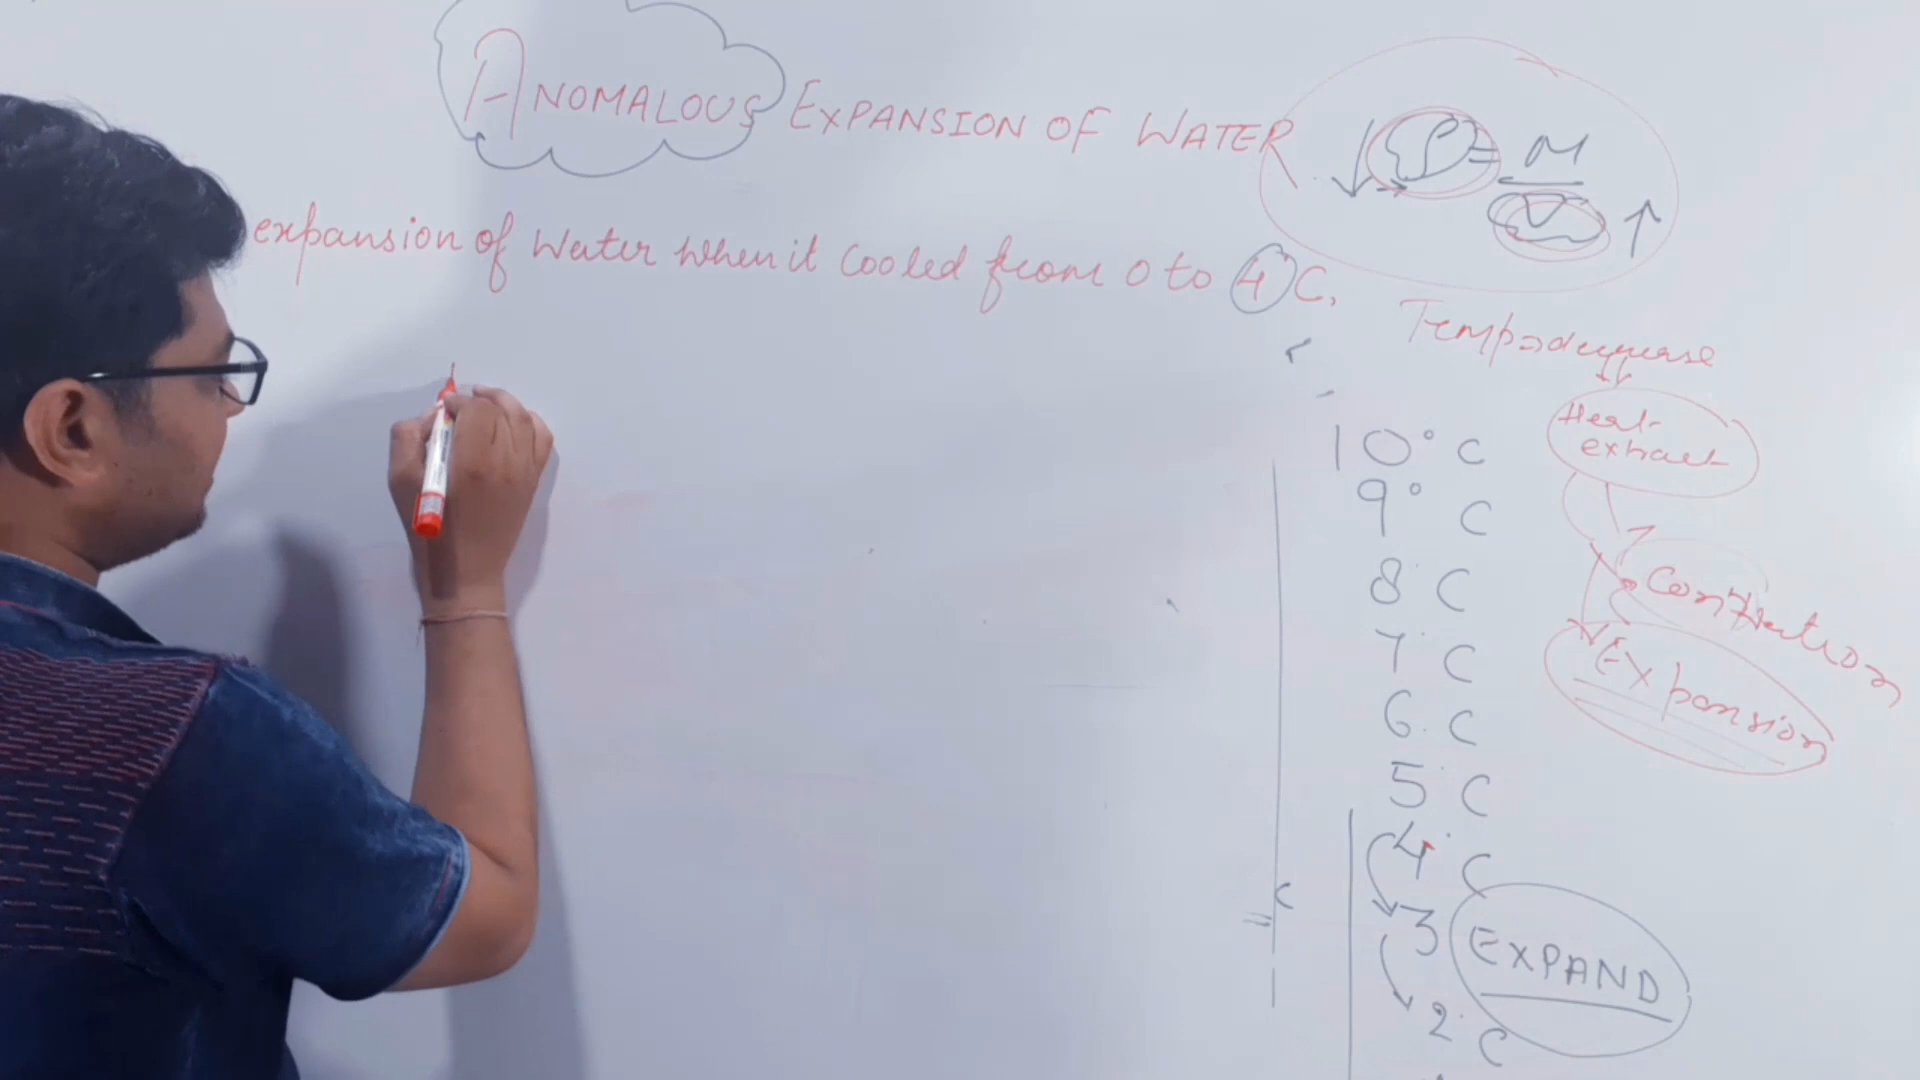 ANOMALOUS EXPANSION OF WATER
expansion of Water when it cooled from 0 to 4 C.
↓ ρ = M / V ↑
Temp → decrease
Heat
extract
Contraction
Expansion
10° C
9° C
8° C
7° C
6° C
5° C
4° C
3
EXPAND
2° C
C